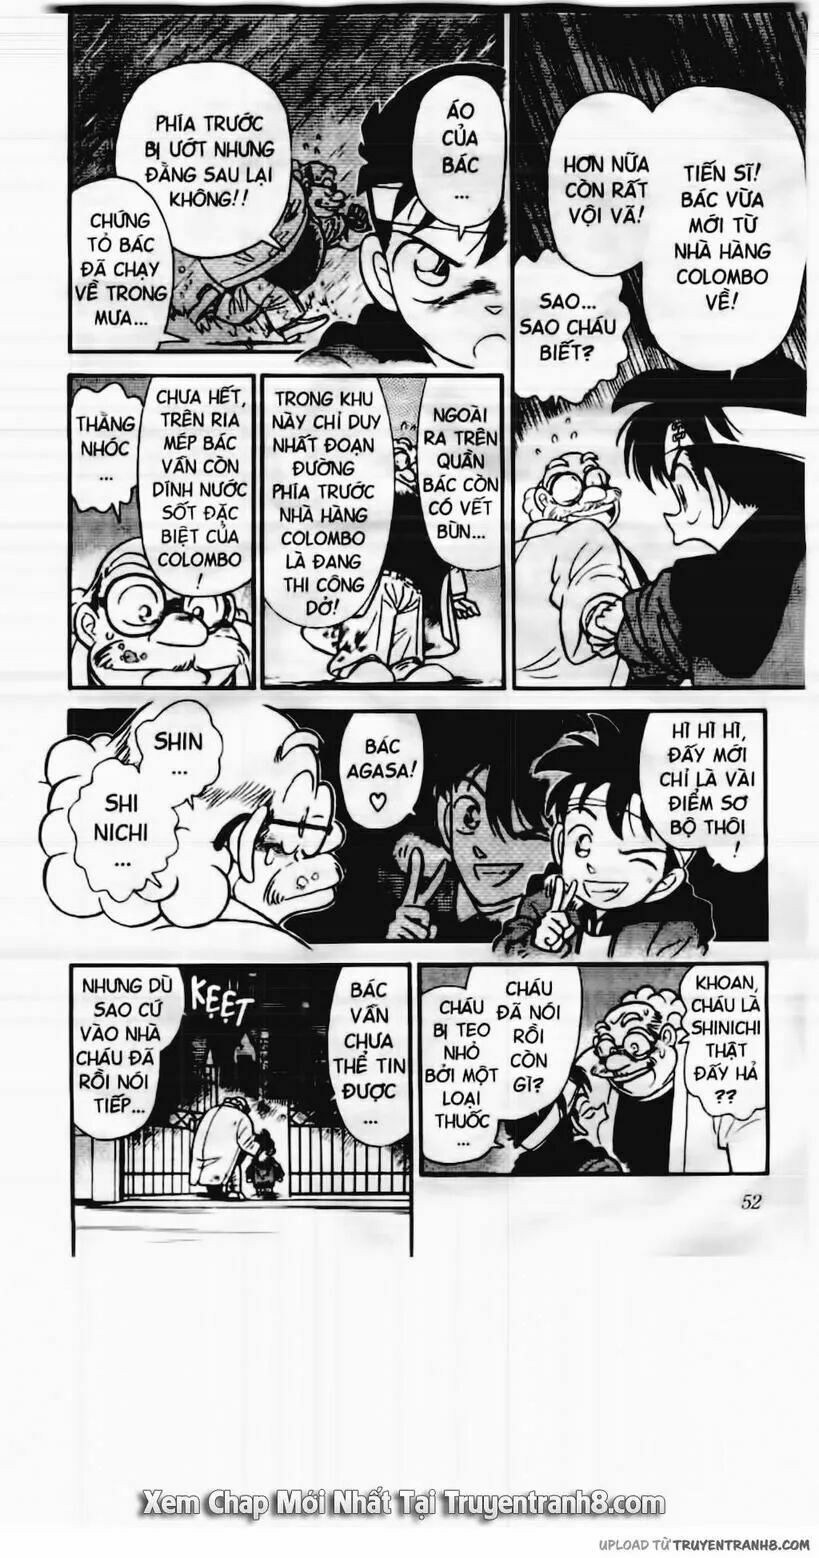 TIẾN SĨ!
BÁC VỪA
MỚI TỪ
NHÀ HÀNG
COLOMBO
VỀ!
HƠN NỮA
CÒN RẤT
VỘI VÃ!
SAO...
SAO CHÁU
BIẾT?
ÁO
CỦA
BÁC
...
PHÍA TRƯỚC
BỊ ƯỚT NHƯNG
ĐẰNG SAU LẠI
KHÔNG!!
CHỨNG
TỎ BÁC
ĐÃ CHẠY
VỀ TRONG
MƯA...
NGOÀI
RA TRÊN
QUẦN
BÁC CÒN
CÓ VẾT
BÙN...
TRONG KHU
NÀY CHỈ DUY
NHẤT ĐOẠN
ĐƯỜNG
PHÍA TRƯỚC
NHÀ HÀNG
COLOMBO
LÀ ĐANG
THI CÔNG
DỞ!
CHƯA HẾT,
TRÊN RIA
MÉP BÁC
VẪN CÒN
DÍNH NƯỚC
SỐT ĐẶC
BIỆT CỦA
COLOMBO
!
THẰNG
NHÓC
...
HÌ HÌ HÌ,
ĐẤY MỚI
CHỈ LÀ VÀI
ĐIỂM SƠ
BỘ THÔI
!
BÁC
AGASA!
♡
SHIN
...
SHI
NICHI
...
KHOAN,
CHÁU LÀ
SHINICHI
THẬT
ĐẤY HẢ
??
CHÁU
ĐÃ NÓI
RỒI
CÒN
GÌ?
CHÁU
BỊ TEO
NHỎ
BỞI MỘT
LOẠI
THUỐC
...
BÁC
VẪN CHƯA
THỂ TIN
ĐƯỢC
...
KẸẸT
NHƯNG DÙ
SAO CỨ
VÀO NHÀ
CHÁU ĐÃ
RỒI NÓI
TIẾP...
52
Xem Chap Mới Nhất Tại Truyentranh8.com
UPLOAD TỪ TRUYENTRANH8.COM